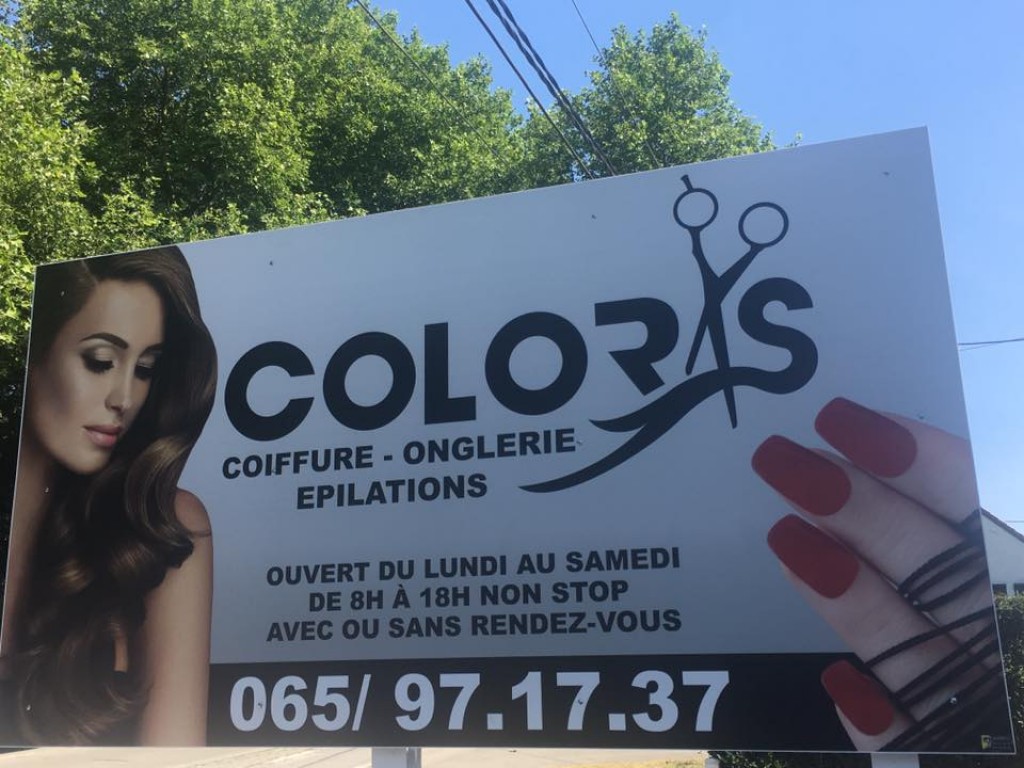 COLORIS
COIFFURE - ONGLERIE
EPILATIONS
OUVERT DU LUNDI AU SAMEDI
DE 8H À 18H NON STOP
AVEC OU SANS RENDEZ-VOUS
065/ 97.17.37